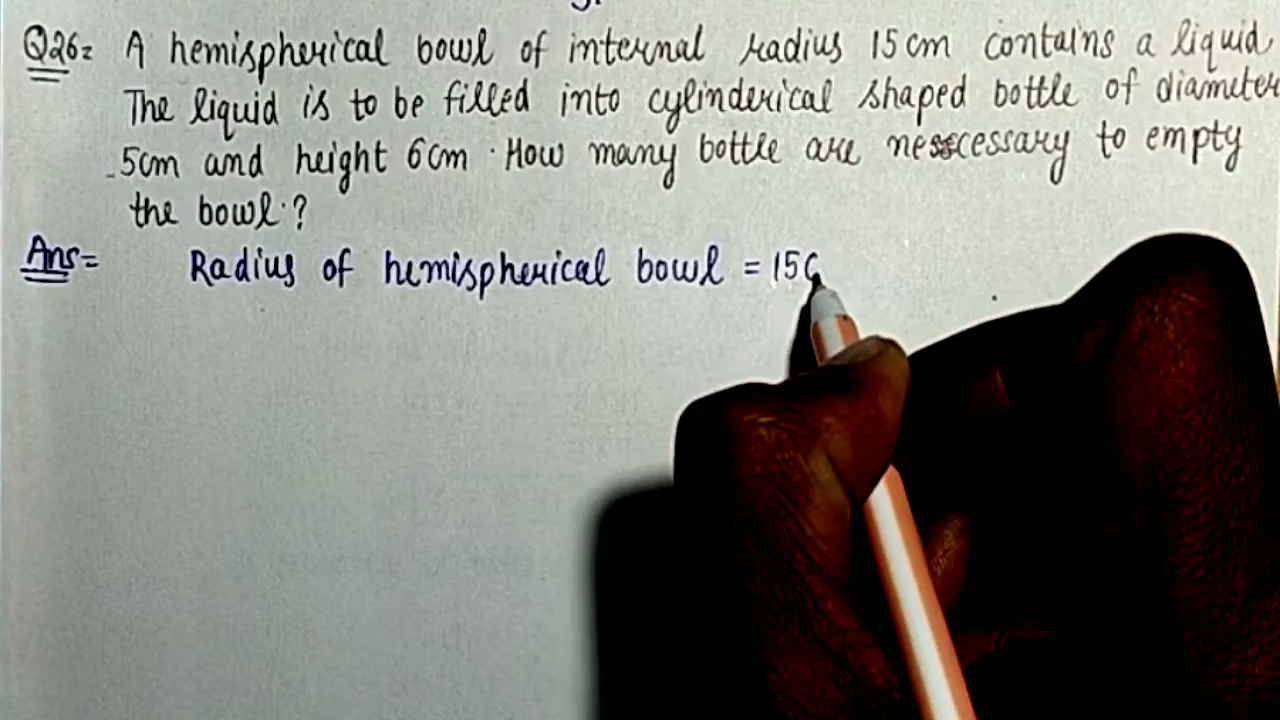 Q26= A hemispherical bowl of internal radius 15cm contains a liquid.
The liquid is to be filled into cylinderical shaped bottle of diameter
5cm and height 6cm. How many bottle are nesscessary to empty
the bowl.?
Ans= Radius of hemispherical bowl = 15c